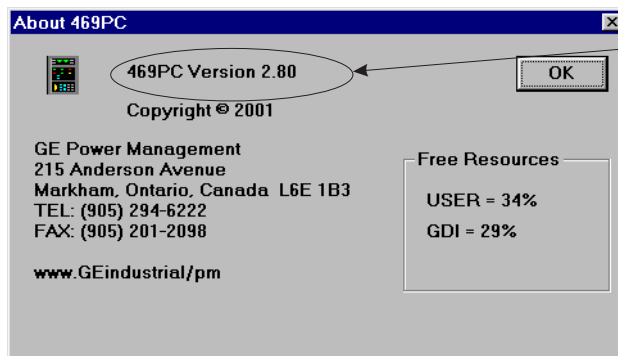 About 469PC
469PC Version 2.80
OK
Copyright © 2001
GE Power Management
215 Anderson Avenue
Markham, Ontario, Canada L6E 1B3
TEL: (905) 294-6222
FAX: (905) 201-2098
www.GEindustrial/pm
Free Resources
USER = 34%
GDI = 29%